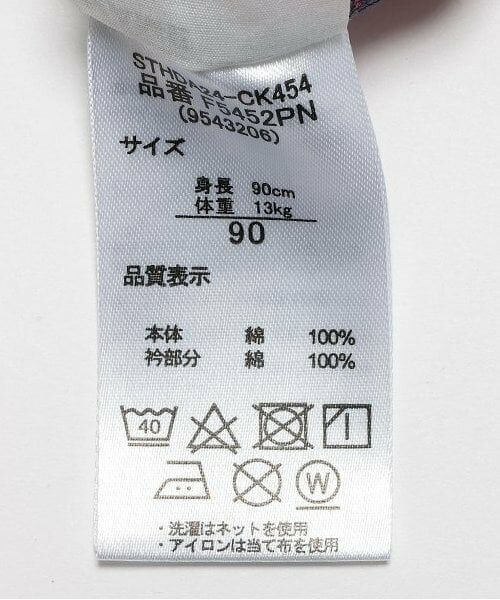 STHDA24-CK454
品番 F5452PN
(9543206)
サイズ
身長 90cm
体重 13kg
90
品質表示
本体 綿 100%
衿部分 綿 100%
40
W
・洗濯はネットを使用
・アイロンは当て布を使用